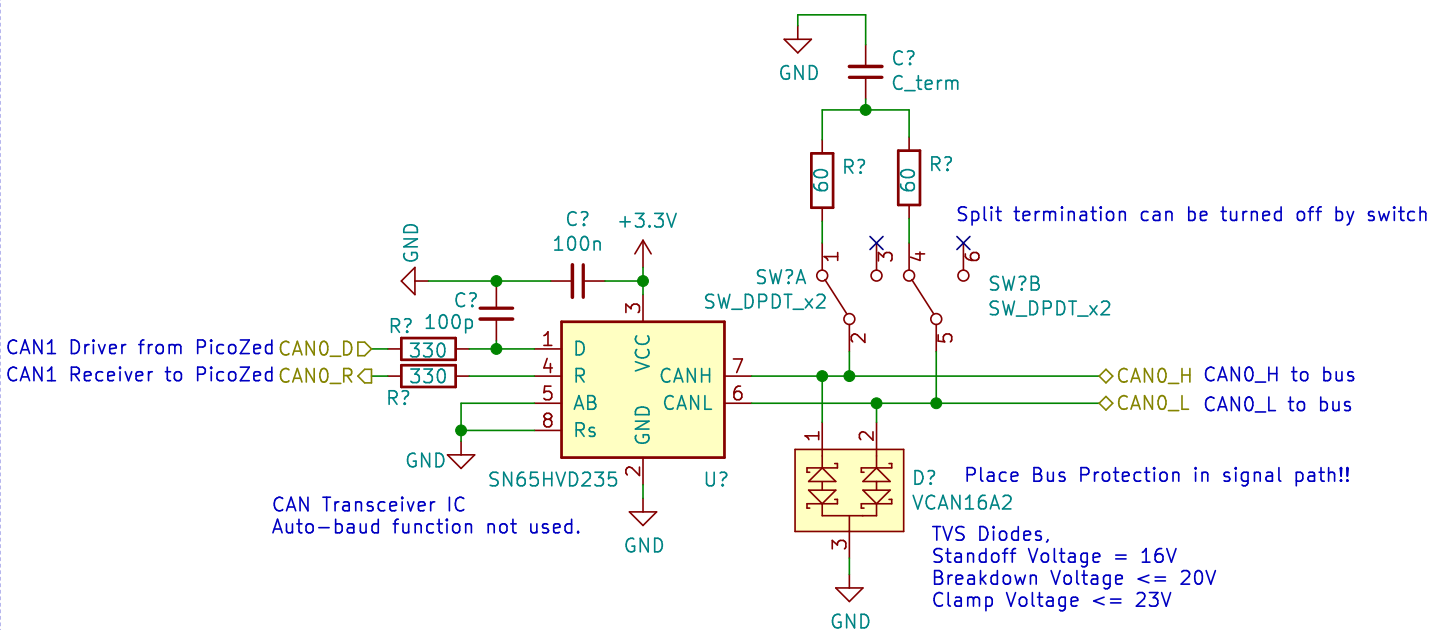 GND
C?
C_term
60
R?
60
R?
Split termination can be turned off by switch
GND
C?
100n
+3.3V
1
3
4
6
SW?A
SW_DPDT_x2
SW?B
SW_DPDT_x2
2
5
C?
100p
3
R?
CAN1 Driver from PicoZed
CAN0_D
330
1
D
VCC
CAN1 Receiver to PicoZed
CAN0_R
330
4
R
CANH
7
CAN0_H
CAN0_H to bus
R?
5
AB
CANL
6
CAN0_L
CAN0_L to bus
8
Rs
GND
GND
2
SN65HVD235
U?
GND
1
2
D?
VCAN16A2
3
GND
Place Bus Protection in signal path!!
CAN Transceiver IC
Auto-baud function not used.
TVS Diodes,
Standoff Voltage = 16V
Breakdown Voltage <= 20V
Clamp Voltage <= 23V